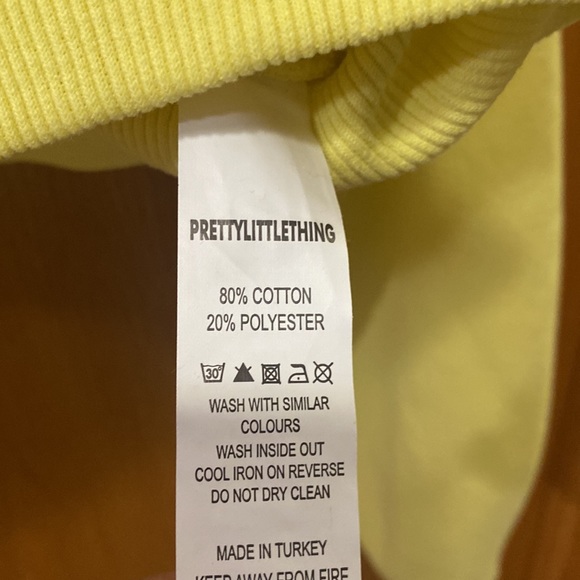 PRETTYLITTLETHING
80% COTTON
20% POLYESTER
30°
WASH WITH SIMILAR
COLOURS
WASH INSIDE OUT
COOL IRON ON REVERSE
DO NOT DRY CLEAN
MADE IN TURKEY
KEEP AWAY FROM FIRE